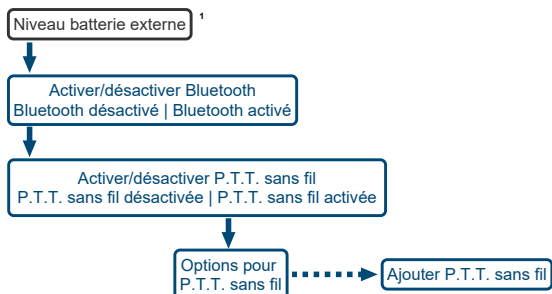 Niveau batterie externe ¹
Activer/désactiver Bluetooth
Bluetooth désactivé | Bluetooth activé
Activer/désactiver P.T.T. sans fil
P.T.T. sans fil désactivée | P.T.T. sans fil activée
Options pour
P.T.T. sans fil
Ajouter P.T.T. sans fil